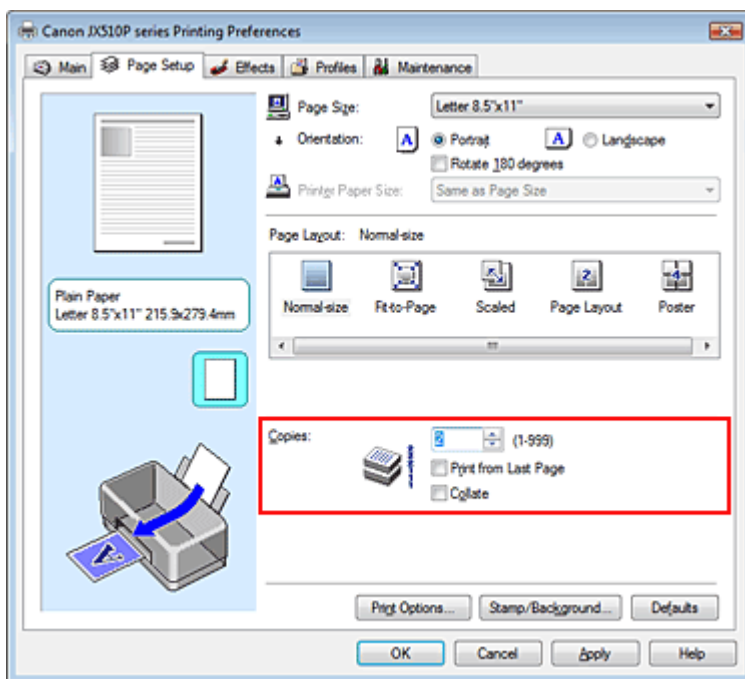 Canon JX510P series Printing Preferences
Main Page Setup Effects Profiles Maintenance
Page Size: Letter 8.5"x11"
Orientation: A Portrait A Landscape
Rotate 180 degrees
Printer Paper Size: Same as Page Size
Page Layout: Normal-size
Normal-size Fit-to-Page Scaled Page Layout Poster
Plain Paper
Letter 8.5"x11" 215.9x279.4mm
Copies: 2 (1-999)
Print from Last Page
Collate
Print Options... Stamp/Background... Defaults
OK Cancel Apply Help